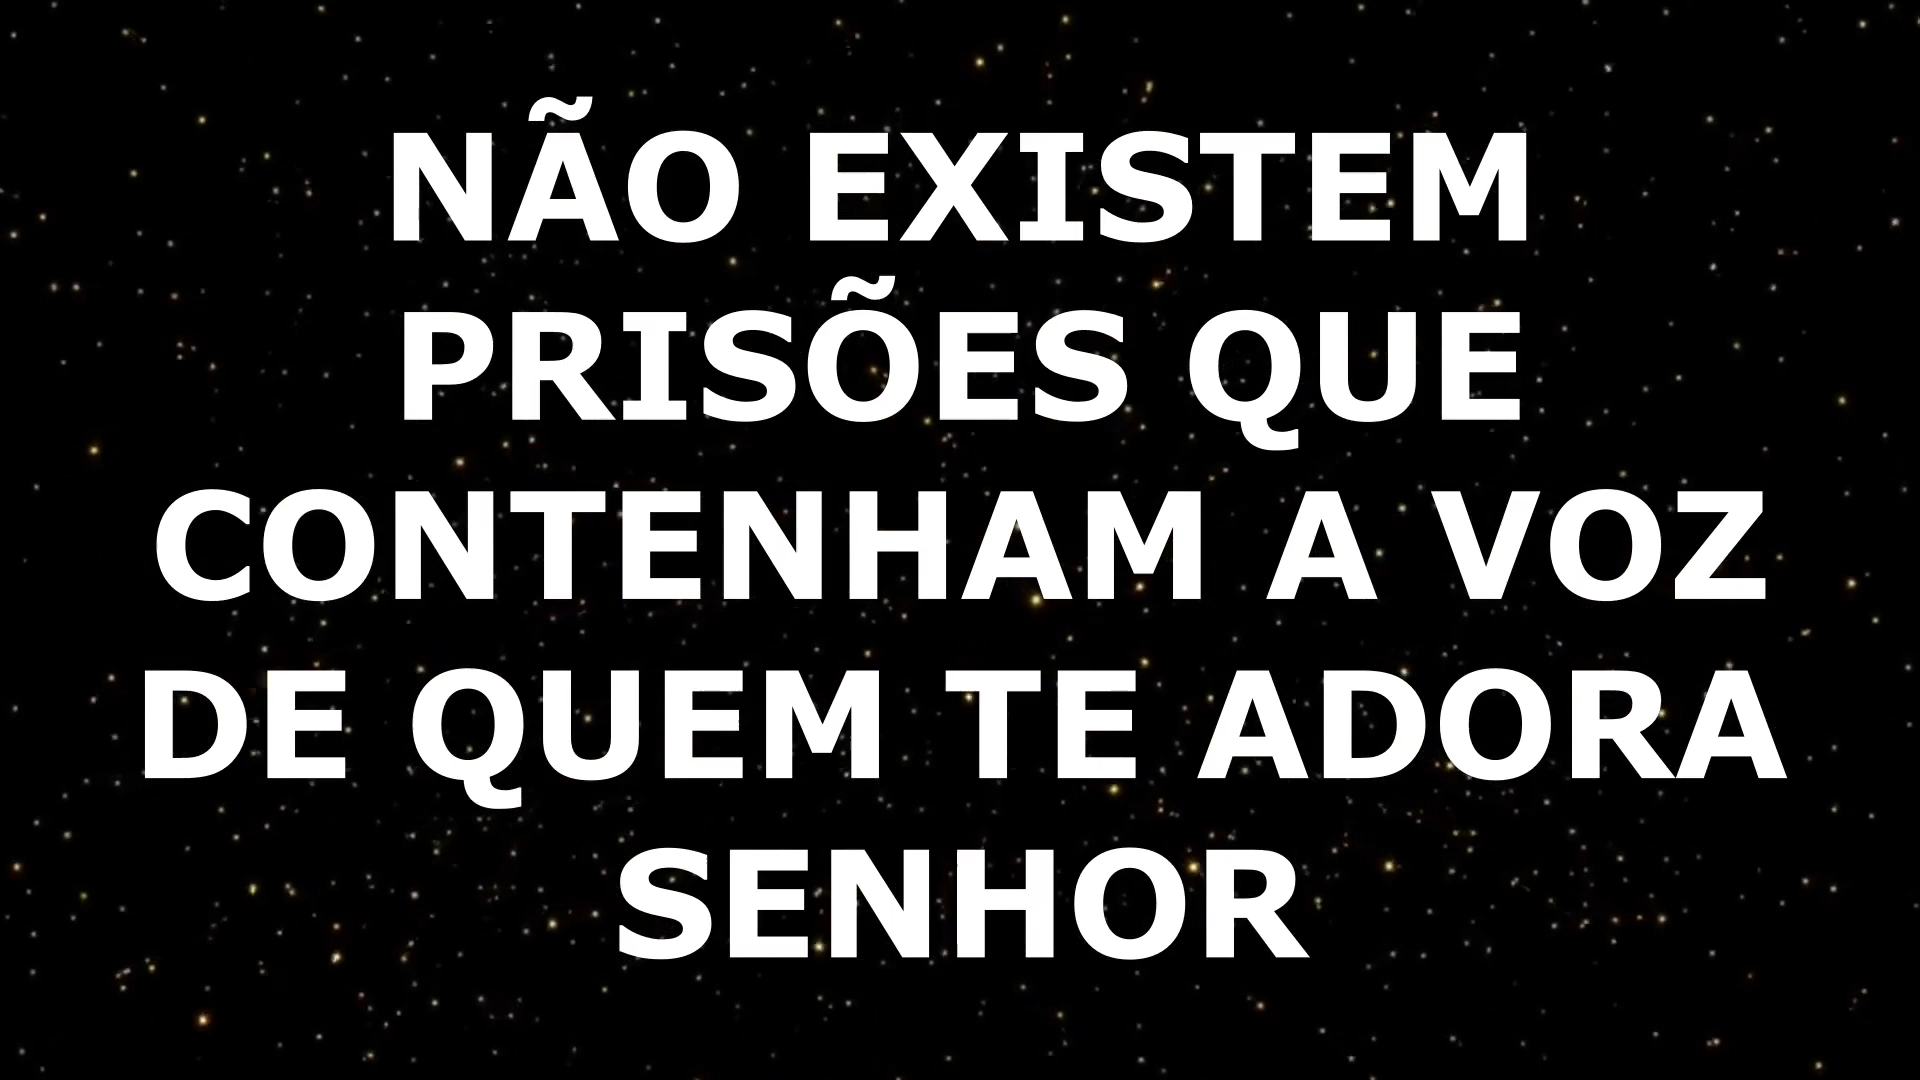 NÃO EXISTEM
PRISÕES QUE
CONTENHAM A VOZ
DE QUEM TE ADORA
SENHOR